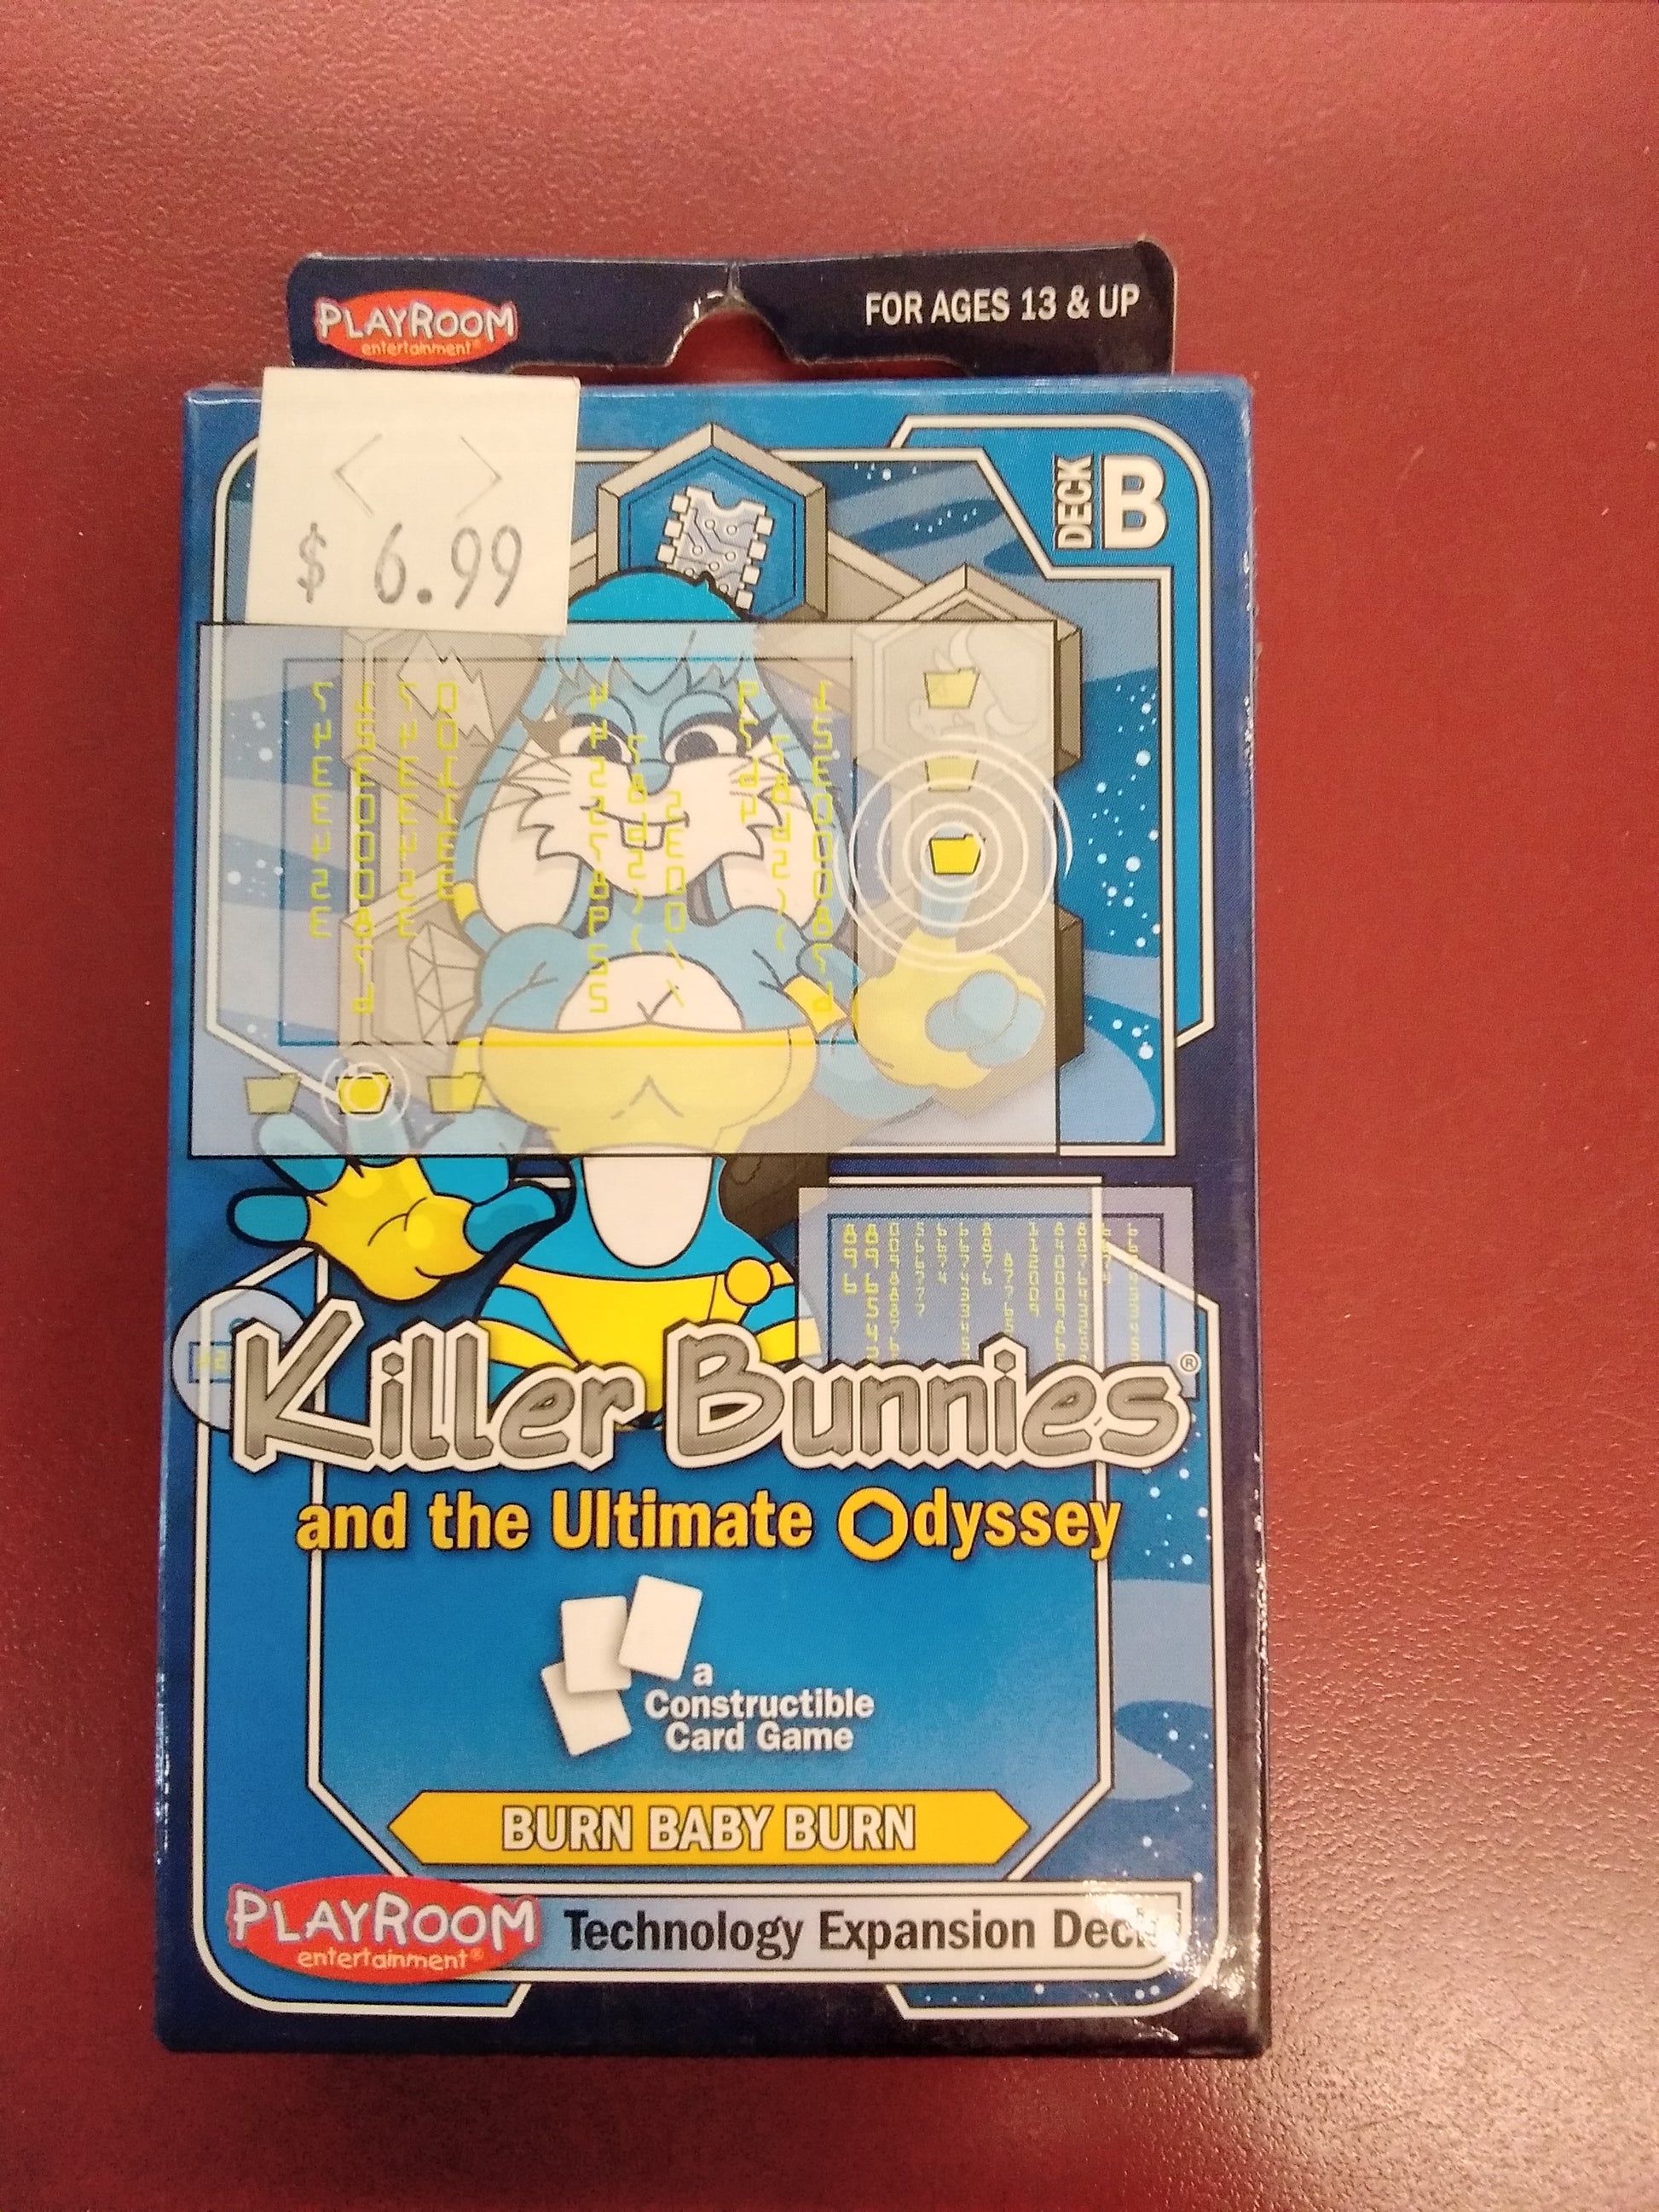 PLAYROOM
entertainment®
FOR AGES 13 & UP
$ 6.99
DECK
B
Killer Bunnies®
and the Ultimate Odyssey
a
Constructible
Card Game
BURN BABY BURN
PLAYROOM
entertainment®
Technology Expansion Deck